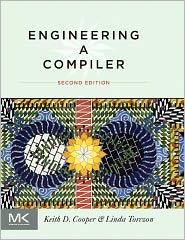 ENGINEERING
A
COMPILER
SECOND EDITION
MK
Keith D. Cooper & Linda Torczon